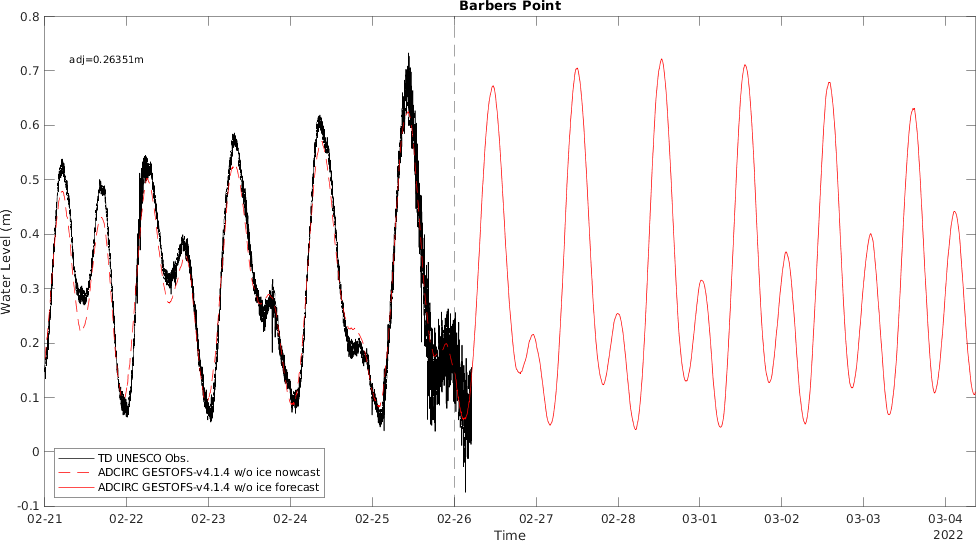 Barbers Point
adj=0.26351m
Water Level (m)
0.8
0.7
0.6
0.5
0.4
0.3
0.2
0.1
0
-0.1
TD UNESCO Obs.
ADCIRC GESTOFS-v4.1.4 w/o ice nowcast
ADCIRC GESTOFS-v4.1.4 w/o ice forecast
02-21 02-22 02-23 02-24 02-25 02-26 02-27 02-28 03-01 03-02 03-03 03-04
Time
2022